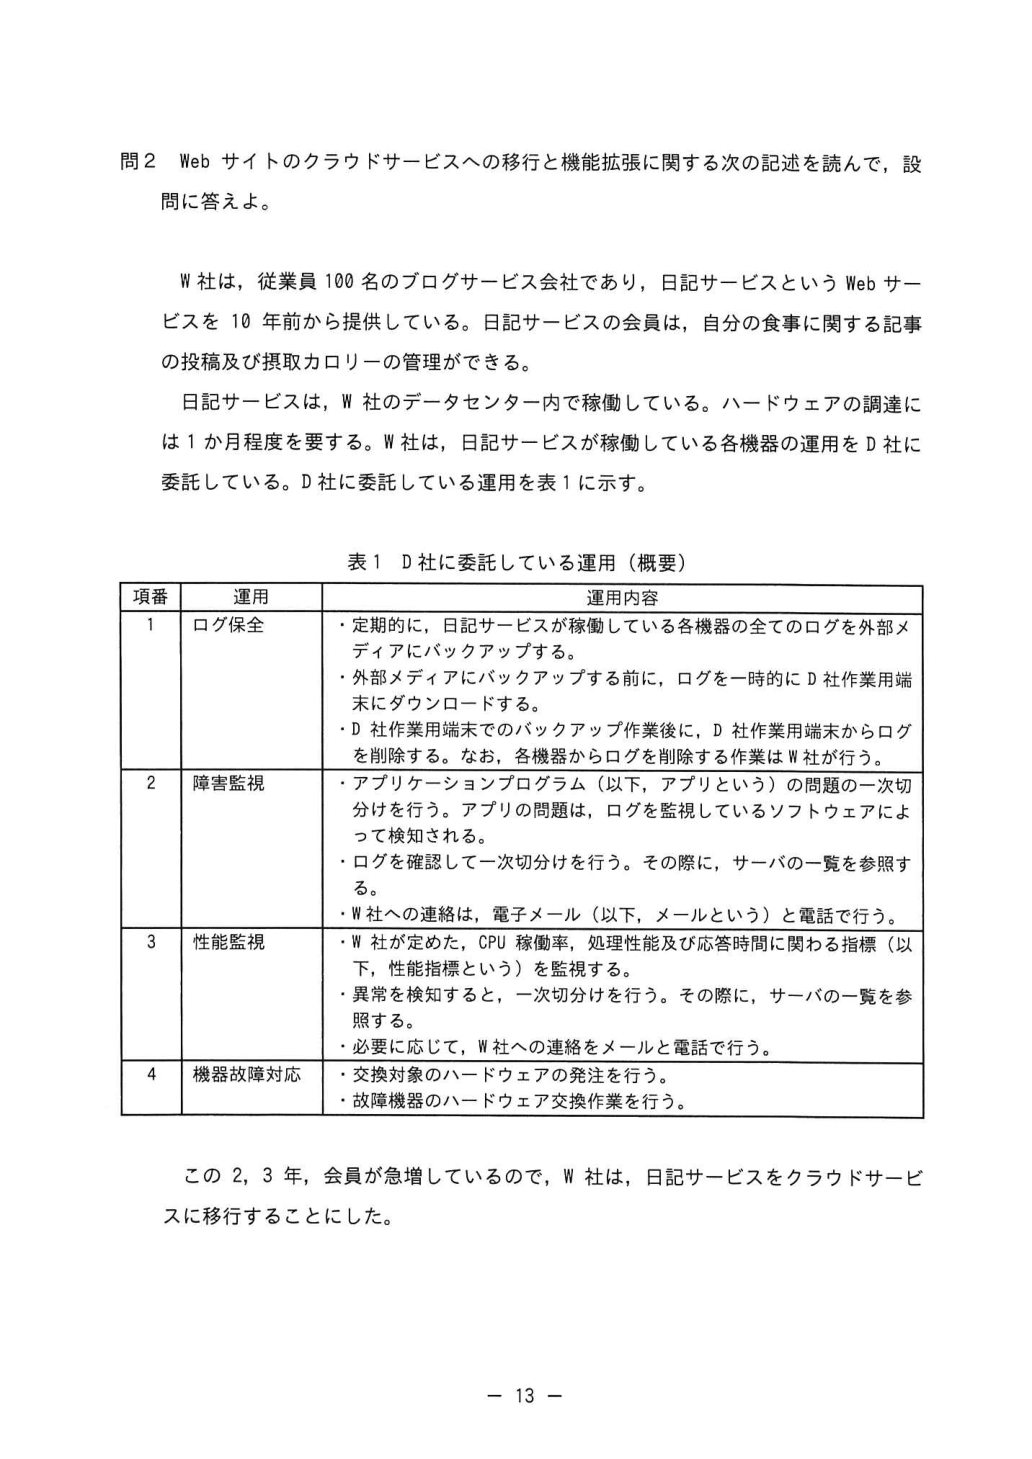 問2 Web サイトのクラウドサービスへの移行と機能拡張に関する次の記述を読んで，設
問に答えよ。
W 社は，従業員 100 名のブログサービス会社であり，日記サービスという Web サー
ビスを 10 年前から提供している。日記サービスの会員は，自分の食事に関する記事
の投稿及び摂取カロリーの管理ができる。
日記サービスは，W 社のデータセンター内で稼働している。ハードウェアの調達に
は 1 か月程度を要する。W 社は，日記サービスが稼働している各機器の運用を D 社に
委託している。D 社に委託している運用を表 1 に示す。
表 1 D 社に委託している運用（概要）
項番 運用 運用内容
1 ログ保全 ・定期的に，日記サービスが稼働している各機器の全てのログを外部メ
ディアにバックアップする。
・外部メディアにバックアップする前に，ログを一時的に D 社作業用端
末にダウンロードする。
・D 社作業用端末でのバックアップ作業後に，D 社作業用端末からログ
を削除する。なお，各機器からログを削除する作業は W 社が行う。
2 障害監視 ・アプリケーションプログラム（以下，アプリという）の問題の一次切
分けを行う。アプリの問題は，ログを監視しているソフトウェアによ
って検知される。
・ログを確認して一次切分けを行う。その際に，サーバの一覧を参照す
る。
・W 社への連絡は，電子メール（以下，メールという）と電話で行う。
3 性能監視 ・W 社が定めた，CPU 稼働率，処理性能及び応答時間に関わる指標（以
下，性能指標という）を監視する。
・異常を検知すると，一次切分けを行う。その際に，サーバの一覧を参
照する。
・必要に応じて，W 社への連絡をメールと電話で行う。
4 機器故障対応 ・交換対象のハードウェアの発注を行う。
・故障機器のハードウェア交換作業を行う。
この 2，3 年，会員が急増しているので，W 社は，日記サービスをクラウドサービ
スに移行することにした。
－ 13 －